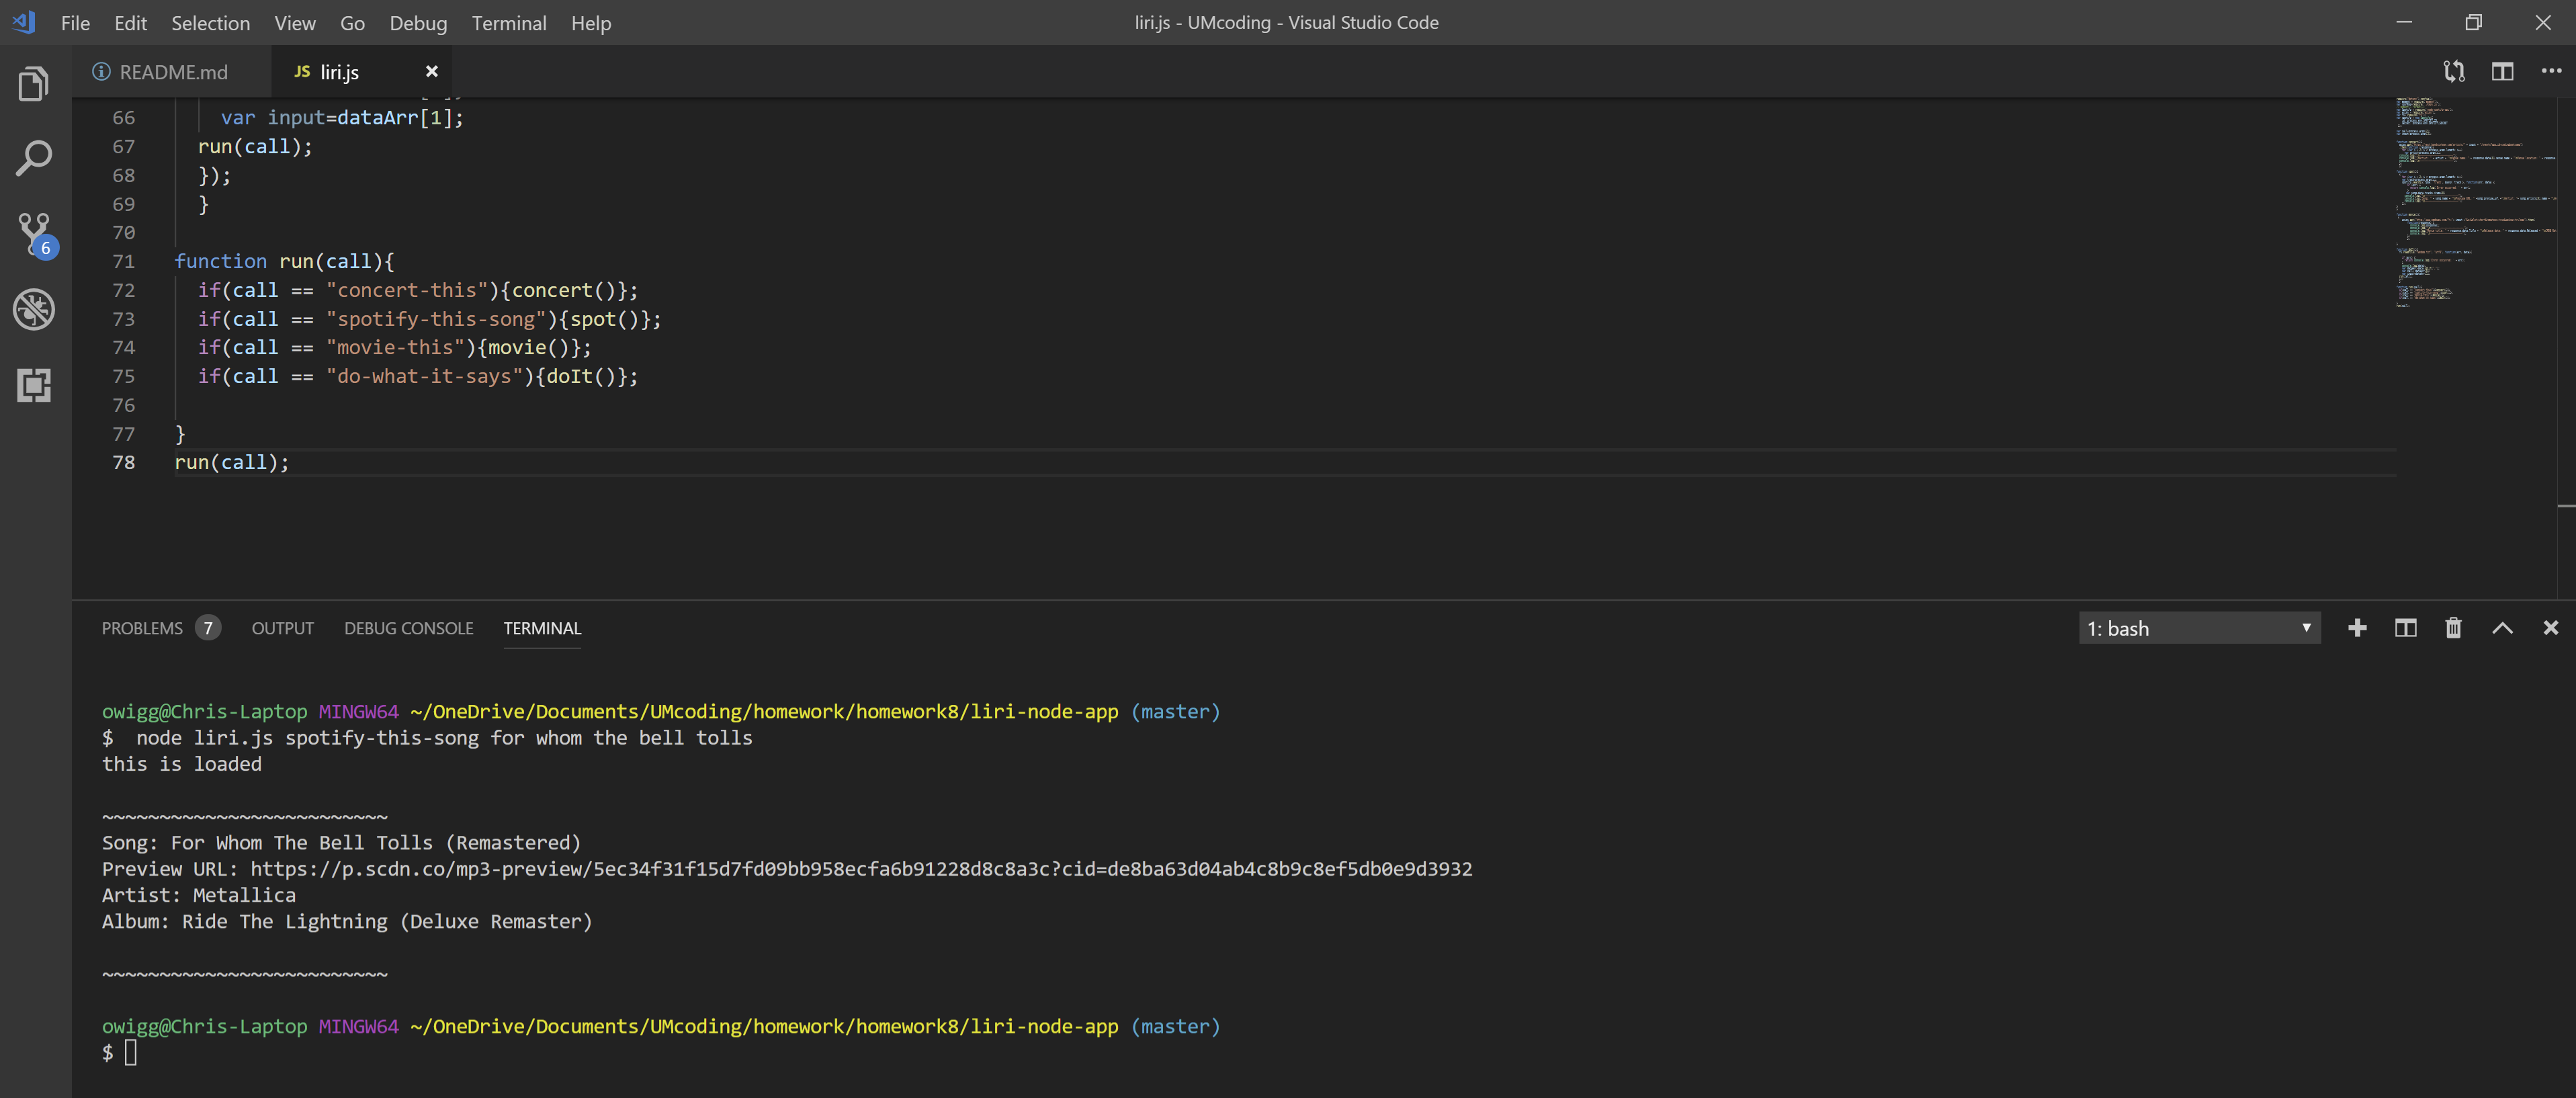 File Edit Selection View Go Debug Terminal Help liri.js - UMcoding - Visual Studio Code
README.md JS liri.js
66 var input=dataArr[1];
67 run(call);
68 });
69 }
70
71 function run(call){
72 if(call == "concert-this"){concert()};
73 if(call == "spotify-this-song"){spot()};
74 if(call == "movie-this"){movie()};
75 if(call == "do-what-it-says"){doIt()};
76
77 }
78 run(call);
6
PROBLEMS 7 OUTPUT DEBUG CONSOLE TERMINAL 1: bash
owigg@Chris-Laptop MINGW64 ~/OneDrive/Documents/UMcoding/homework/homework8/liri-node-app (master)
$  node liri.js spotify-this-song for whom the bell tolls
this is loaded
~~~~~~~~~~~~~~~~~~~~~~~~~
Song: For Whom The Bell Tolls (Remastered)
Preview URL: https://p.scdn.co/mp3-preview/5ec34f31f15d7fd09bb958ecfa6b91228d8c8a3c?cid=de8ba63d04ab4c8b9c8ef5db0e9d3932
Artist: Metallica
Album: Ride The Lightning (Deluxe Remaster)
~~~~~~~~~~~~~~~~~~~~~~~~~
owigg@Chris-Laptop MINGW64 ~/OneDrive/Documents/UMcoding/homework/homework8/liri-node-app (master)
$